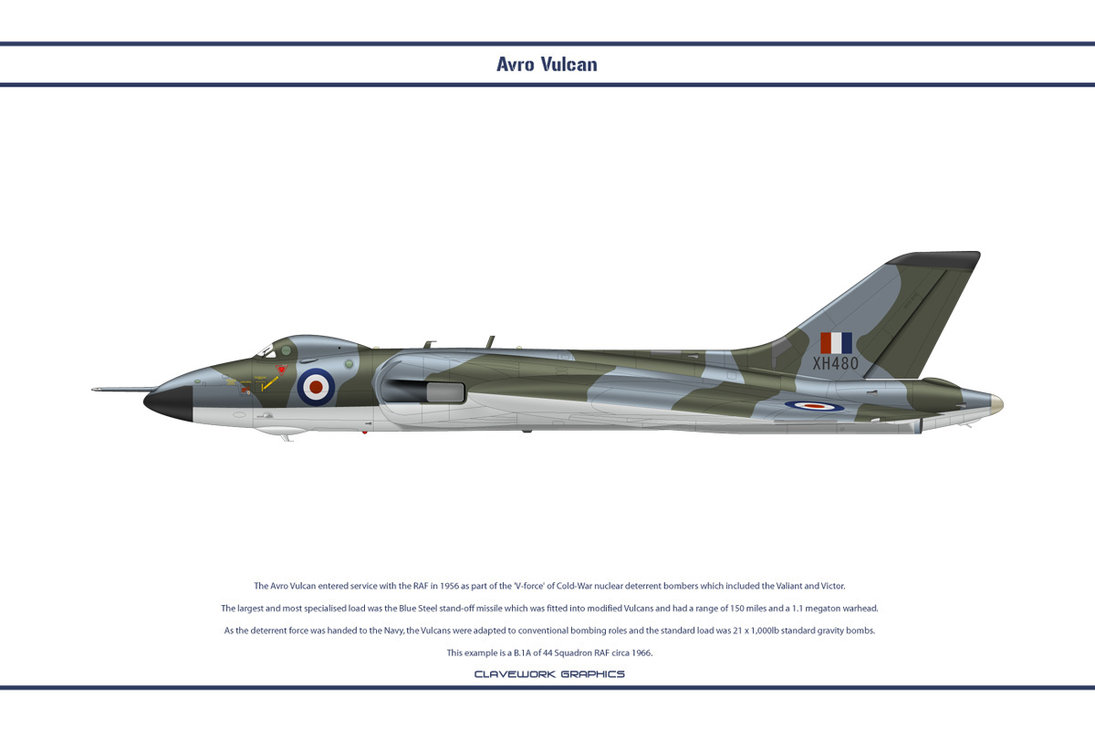 Avro Vulcan
XH480
The Avro Vulcan entered service with the RAF in 1956 as part of the 'V-force' of Cold-War nuclear deterrent bombers which included the Valiant and Victor.
The largest and most specialised load was the Blue Steel stand-off missile which was fitted into modified Vulcans and had a range of 150 miles and a 1.1 megaton warhead.
As the deterrent force was handed to the Navy, the Vulcans were adapted to conventional bombing roles and the standard load was 21 x 1,000lb standard gravity bombs.
This example is a B.1A of 44 Squadron RAF circa 1966.
CLAVEWORK GRAPHICS